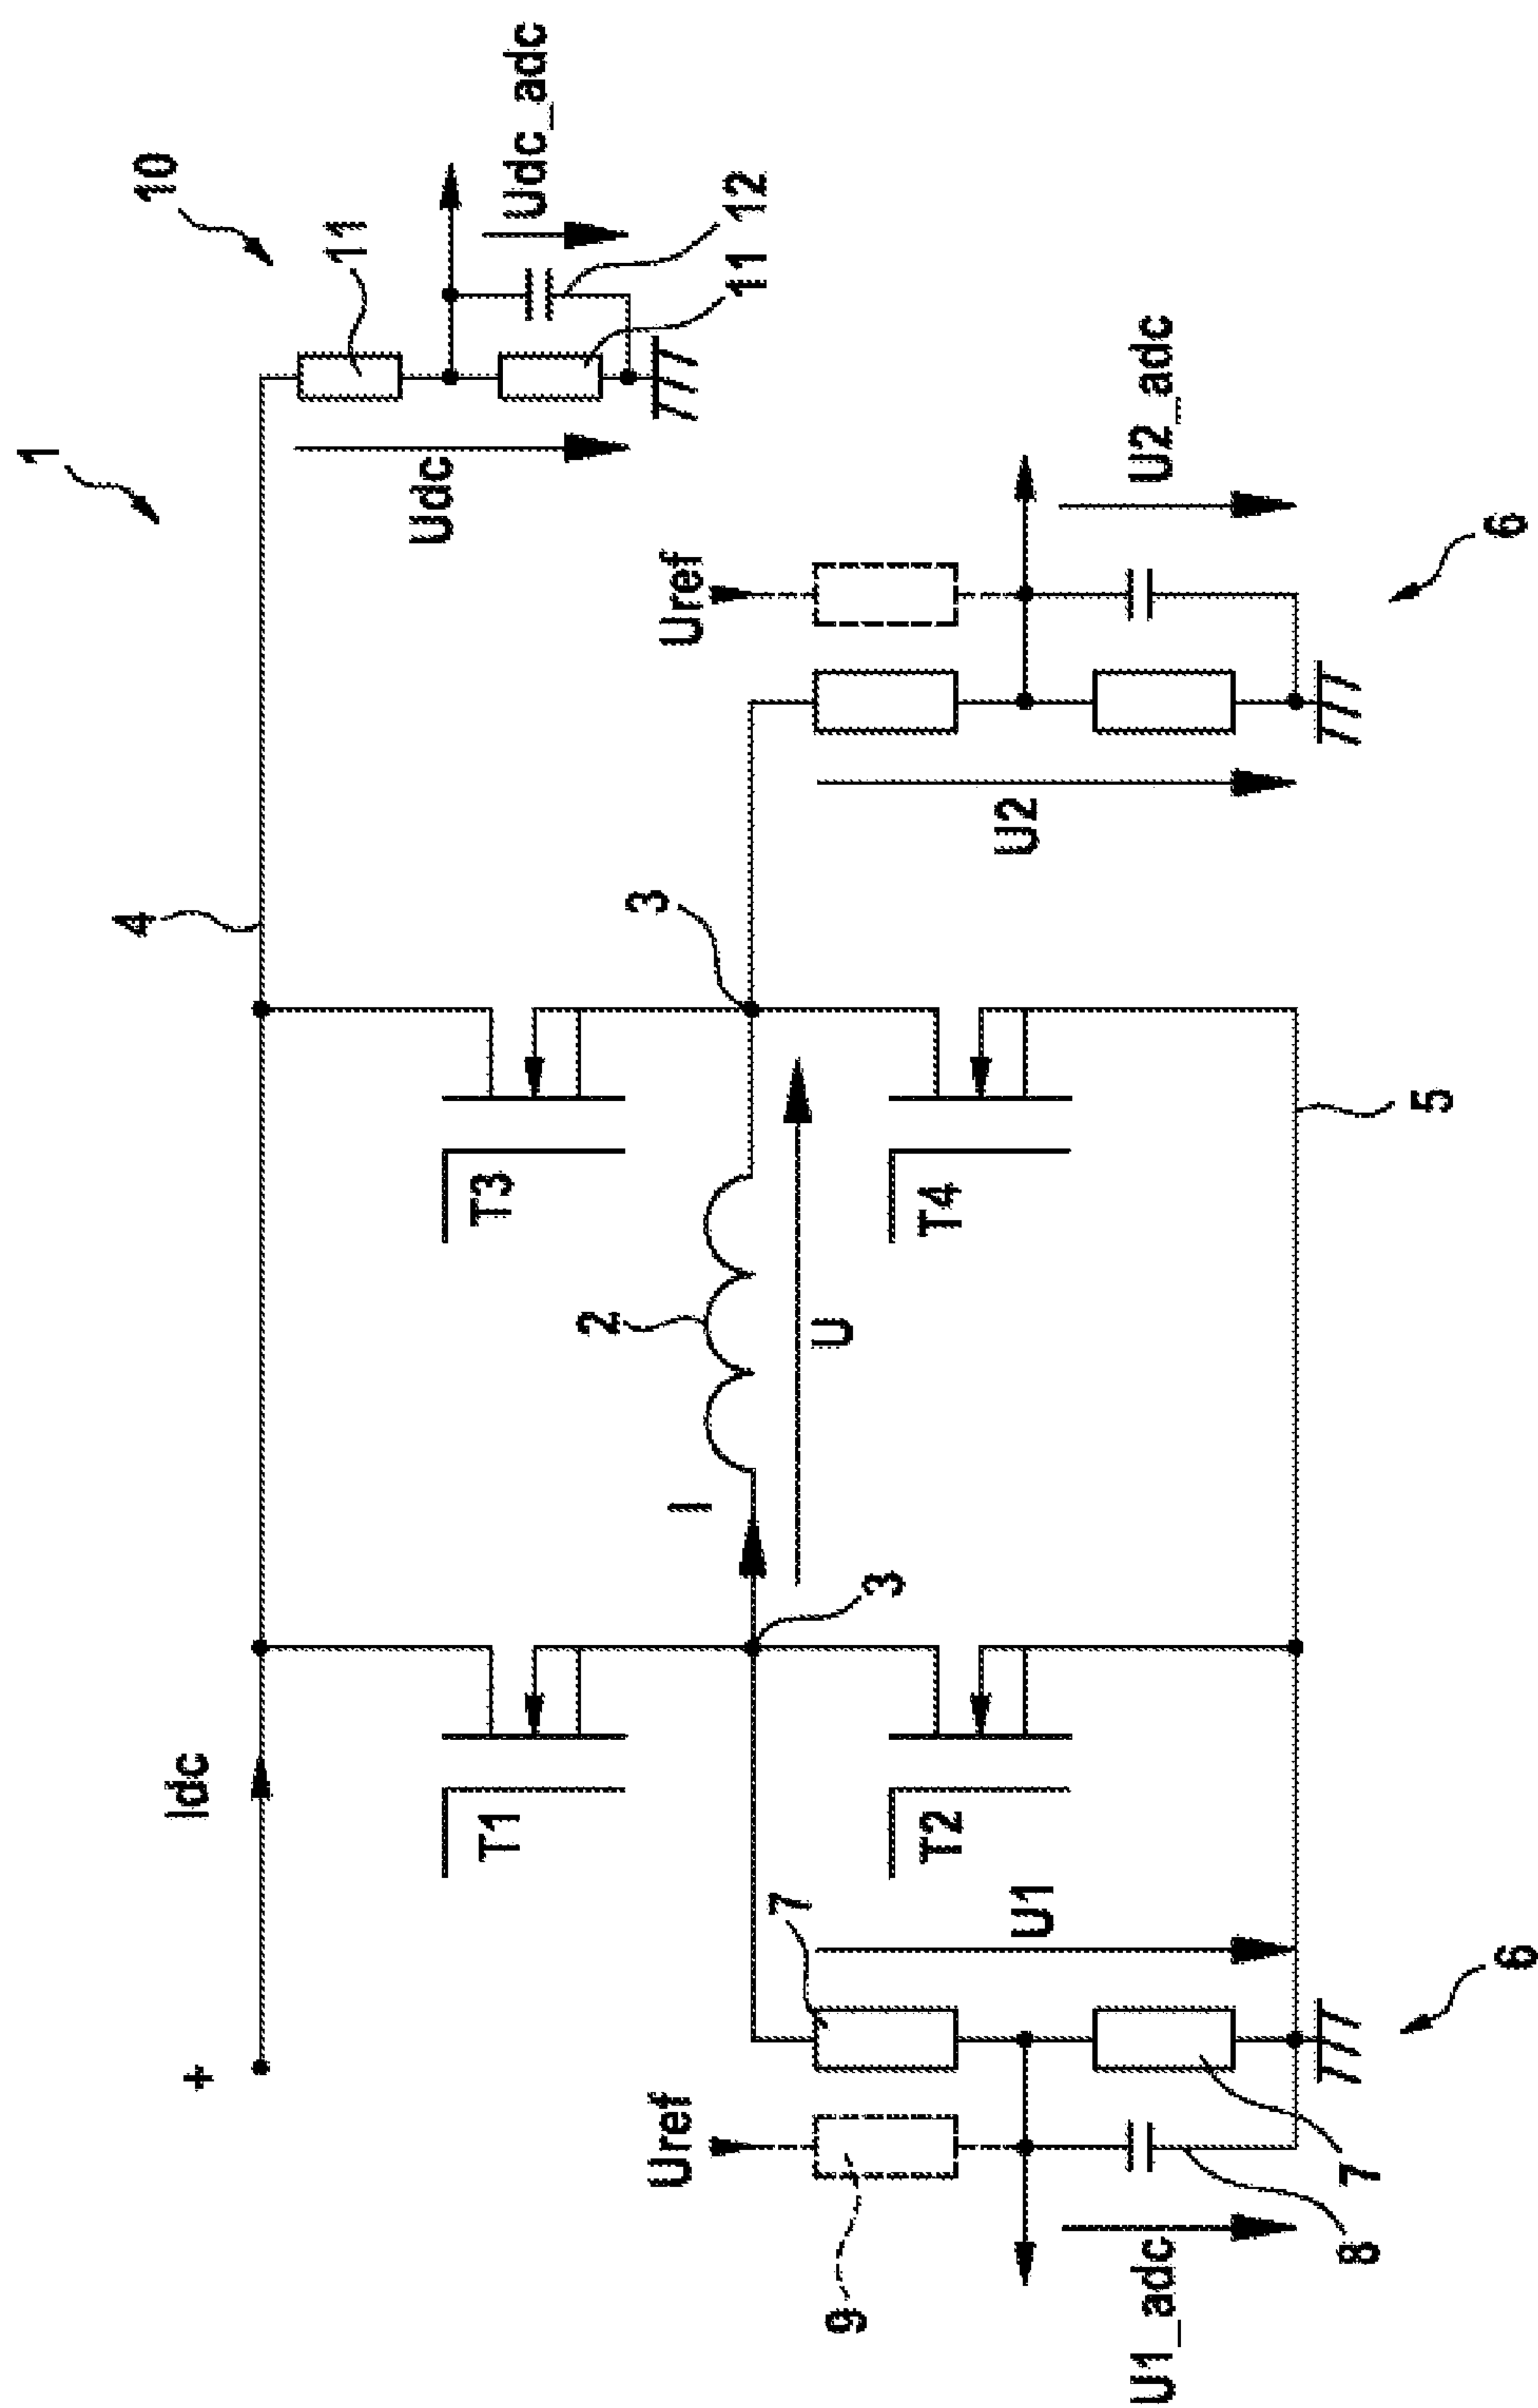 1
10
11
Udc_adc
12
11
Udc
4
+
Idc
T1
T3
3
2
I
U
3
T2
T4
5
Uref
9
7
U1
7
8
U1_adc
6
Uref
U2
U2_adc
6